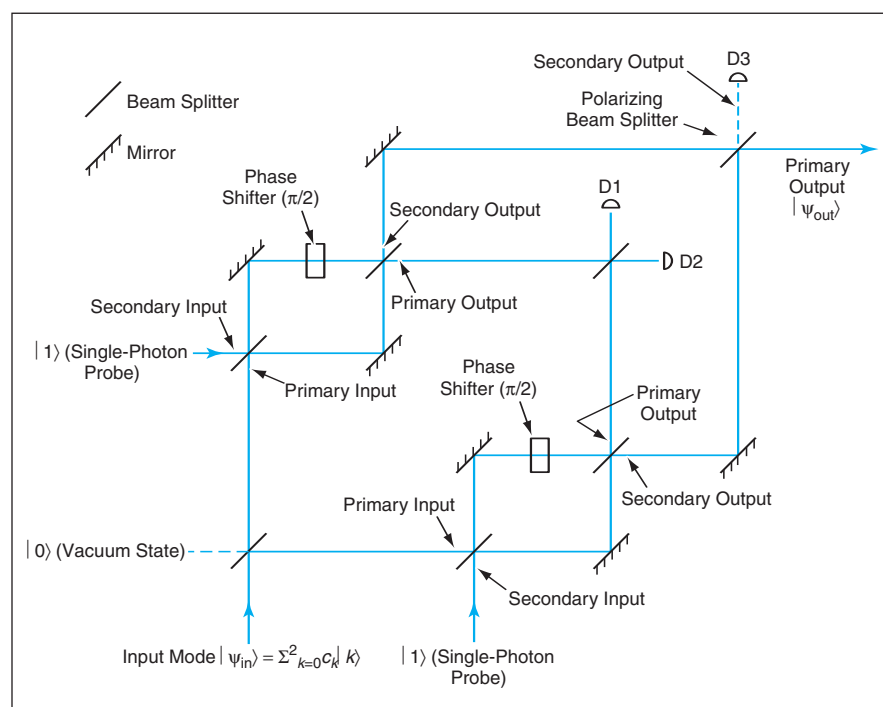 Beam Splitter
Mirror
Secondary Output
D3
Polarizing
Beam Splitter
Primary
Output
|ψout⟩
Phase
Shifter (π/2)
Secondary Output
D1
D2
Primary Output
Secondary Input
|1⟩ (Single-Photon
Probe)
Primary Input
Phase
Shifter (π/2)
Primary
Output
Primary Input
Secondary Output
|0⟩ (Vacuum State)
Secondary Input
Input Mode |ψin⟩ = Σ²k=0ck|k⟩
|1⟩ (Single-Photon
Probe)